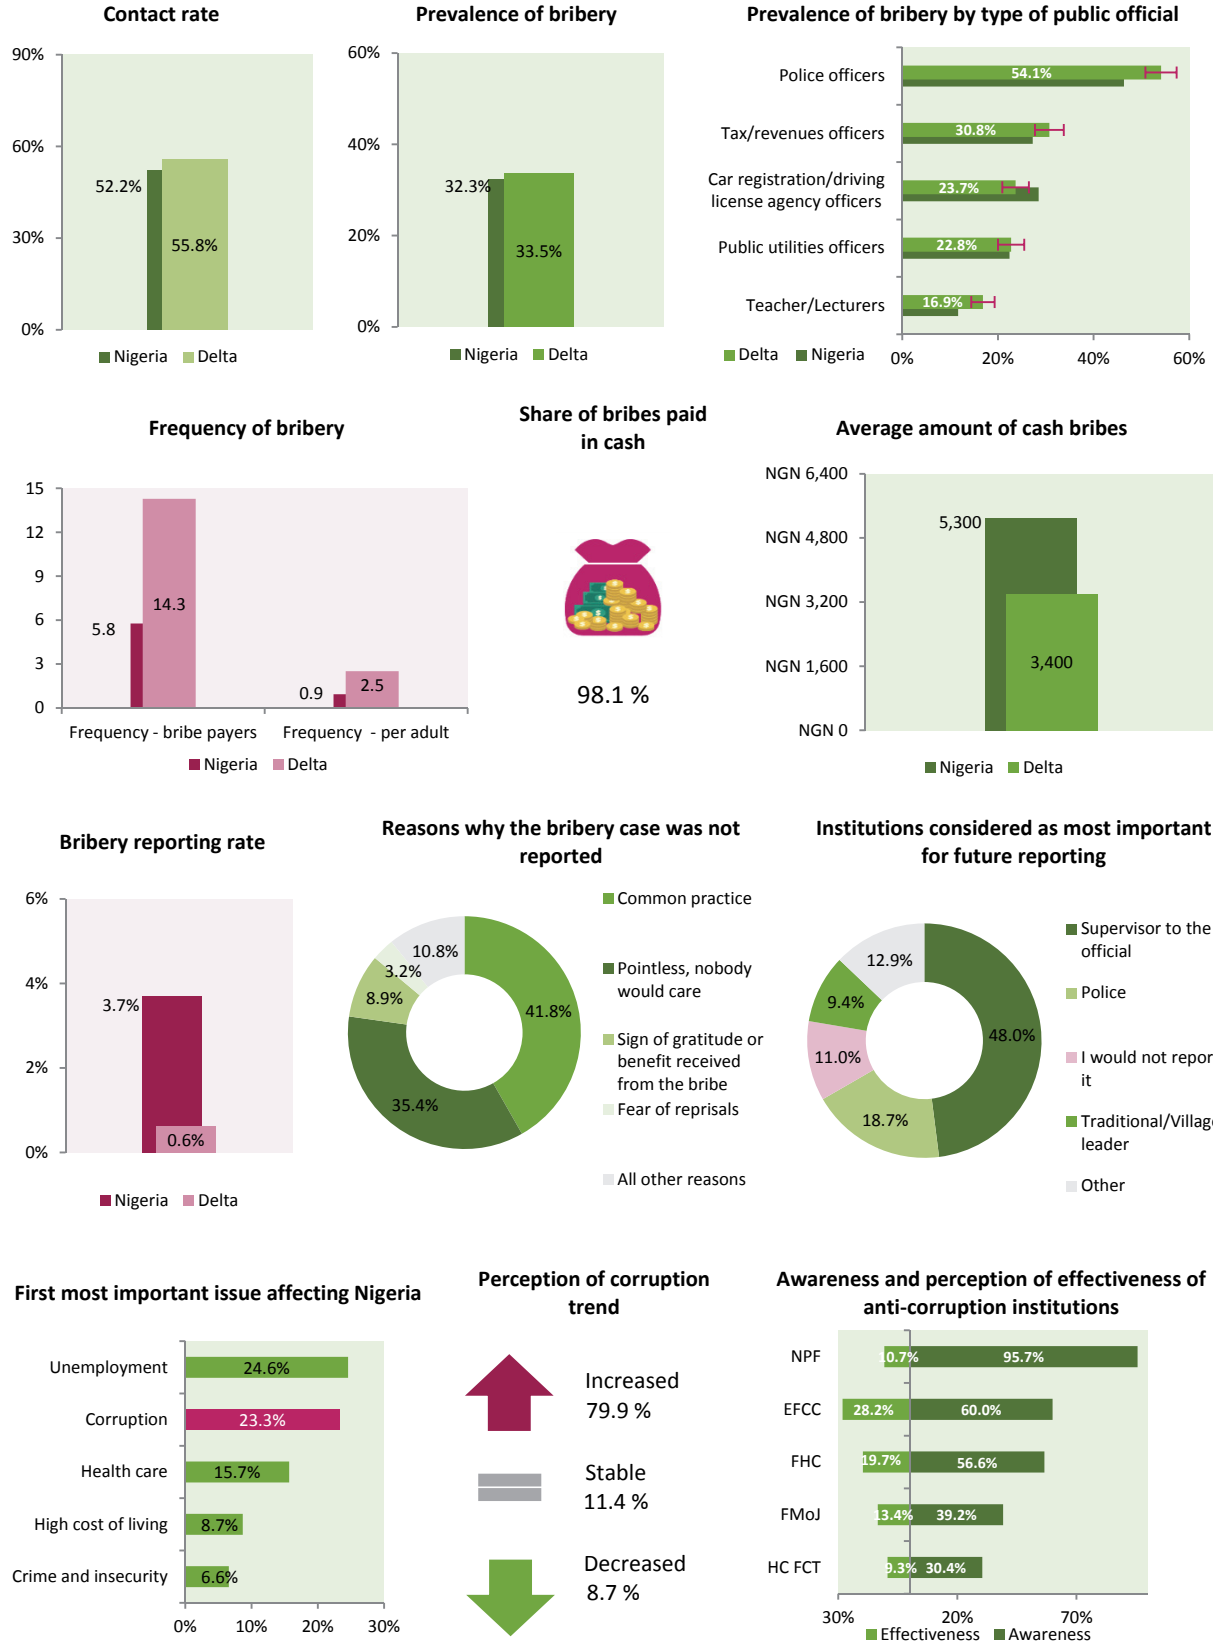 Contact rate
90%
60%
30%
0%
52.2%
55.8%
Nigeria Delta
Prevalence of bribery
60%
40%
20%
0%
32.3%
33.5%
Nigeria Delta
Prevalence of bribery by type of public official
Police officers
54.1%
Tax/revenues officers
30.8%
Car registration/driving
license agency officers
23.7%
Public utilities officers
22.8%
Teacher/Lecturers
16.9%
0% 20% 40% 60%
Delta Nigeria
Frequency of bribery
15
12
9
6
3
0
5.8
14.3
0.9
2.5
Frequency - bribe payers Frequency - per adult
Nigeria Delta
Share of bribes paid
in cash
98.1 %
Average amount of cash bribes
NGN 6,400
NGN 4,800
NGN 3,200
NGN 1,600
NGN 0
5,300
3,400
Nigeria Delta
Bribery reporting rate
6%
4%
2%
0%
3.7%
0.6%
Nigeria Delta
Reasons why the bribery case was not
reported
10.8%
3.2%
8.9%
41.8%
35.4%
Common practice
Pointless, nobody
would care
Sign of gratitude or
benefit received
from the bribe
Fear of reprisals
All other reasons
Institutions considered as most important
for future reporting
12.9%
9.4%
11.0%
48.0%
18.7%
Supervisor to the
official
Police
I would not repor
it
Traditional/Villag
leader
Other
First most important issue affecting Nigeria
Unemployment
24.6%
Corruption
23.3%
Health care
15.7%
High cost of living
8.7%
Crime and insecurity
6.6%
0% 10% 20% 30%
Perception of corruption
trend
Increased
79.9 %
Stable
11.4 %
Decreased
8.7 %
Awareness and perception of effectiveness of
anti-corruption institutions
NPF
10.7% 95.7%
EFCC
28.2% 60.0%
FHC
19.7% 56.6%
FMoJ
13.4% 39.2%
HC FCT
9.3% 30.4%
30% 20% 70%
Effectiveness Awareness